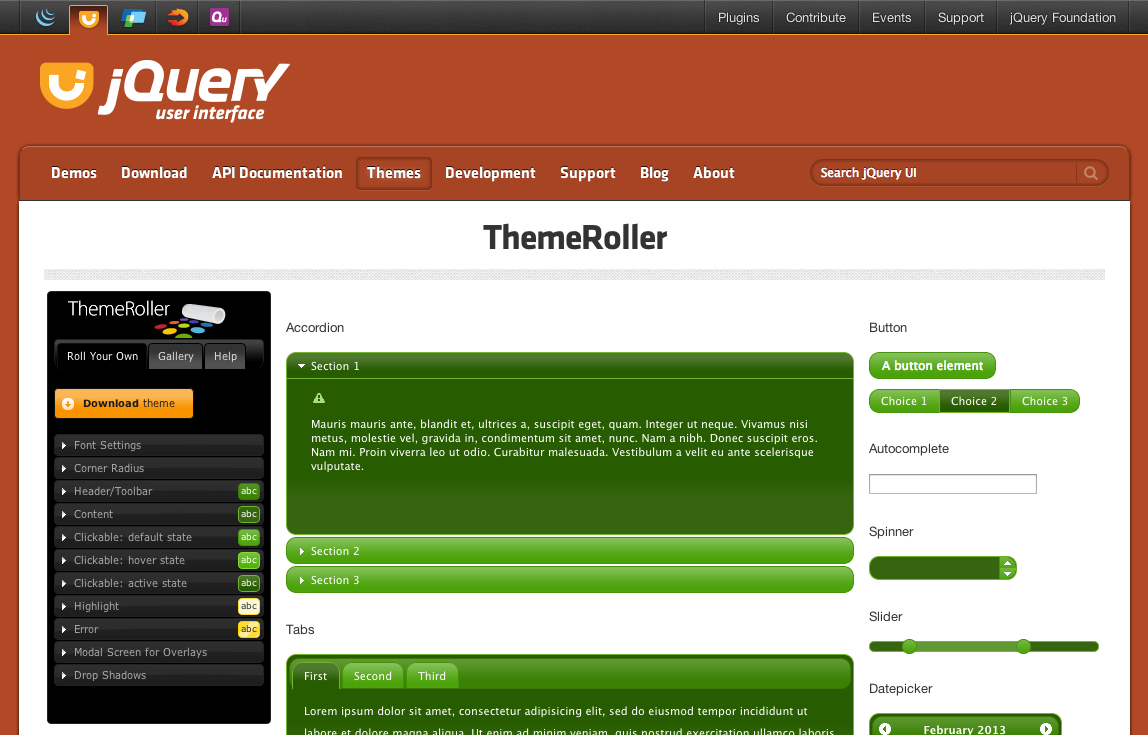 Qu
Plugins
Contribute
Events
Support
jQuery Foundation
jQuery
user interface
Demos
Download
API Documentation
Themes
Development
Support
Blog
About
Search jQuery UI
ThemeRoller
ThemeRoller
Roll Your Own
Gallery
Help
Download theme
Font Settings
Corner Radius
Header/Toolbar abc
Content abc
Clickable: default state abc
Clickable: hover state abc
Clickable: active state abc
Highlight abc
Error abc
Modal Screen for Overlays
Drop Shadows
Accordion
Section 1
Mauris mauris ante, blandit et, ultrices a, suscipit eget, quam. Integer ut neque. Vivamus nisi
metus, molestie vel, gravida in, condimentum sit amet, nunc. Nam a nibh. Donec suscipit eros.
Nam mi. Proin viverra leo ut odio. Curabitur malesuada. Vestibulum a velit eu ante scelerisque
vulputate.
Section 2
Section 3
Tabs
First
Second
Third
Lorem ipsum dolor sit amet, consectetur adipisicing elit, sed do eiusmod tempor incididunt ut
labore et dolore magna aliqua. Ut enim ad minim veniam, quis nostrud exercitation ullamco laboris
Button
A button element
Choice 1
Choice 2
Choice 3
Autocomplete
Spinner
Slider
Datepicker
February 2013